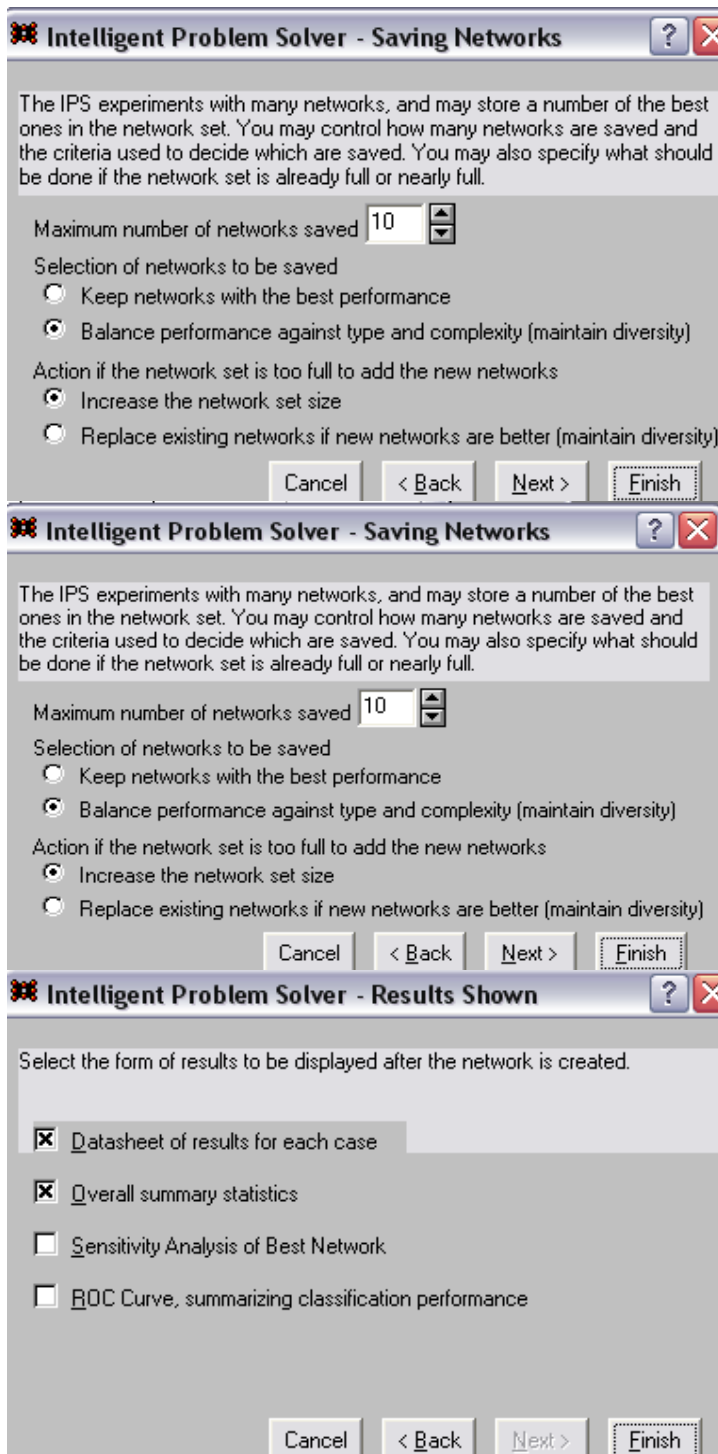 Intelligent Problem Solver - Saving Networks
The IPS experiments with many networks, and may store a number of the best
ones in the network set. You may control how many networks are saved and
the criteria used to decide which are saved. You may also specify what should
be done if the network set is already full or nearly full.
Maximum number of networks saved 10
Selection of networks to be saved
Keep networks with the best performance
Balance performance against type and complexity (maintain diversity)
Action if the network set is too full to add the new networks
Increase the network set size
Replace existing networks if new networks are better (maintain diversity)
Cancel < Back Next > Finish
Intelligent Problem Solver - Saving Networks
The IPS experiments with many networks, and may store a number of the best
ones in the network set. You may control how many networks are saved and
the criteria used to decide which are saved. You may also specify what should
be done if the network set is already full or nearly full.
Maximum number of networks saved 10
Selection of networks to be saved
Keep networks with the best performance
Balance performance against type and complexity (maintain diversity)
Action if the network set is too full to add the new networks
Increase the network set size
Replace existing networks if new networks are better (maintain diversity)
Cancel < Back Next > Finish
Intelligent Problem Solver - Results Shown
Select the form of results to be displayed after the network is created.
Datasheet of results for each case
Overall summary statistics
Sensitivity Analysis of Best Network
ROC Curve, summarizing classification performance
Cancel < Back Next > Finish